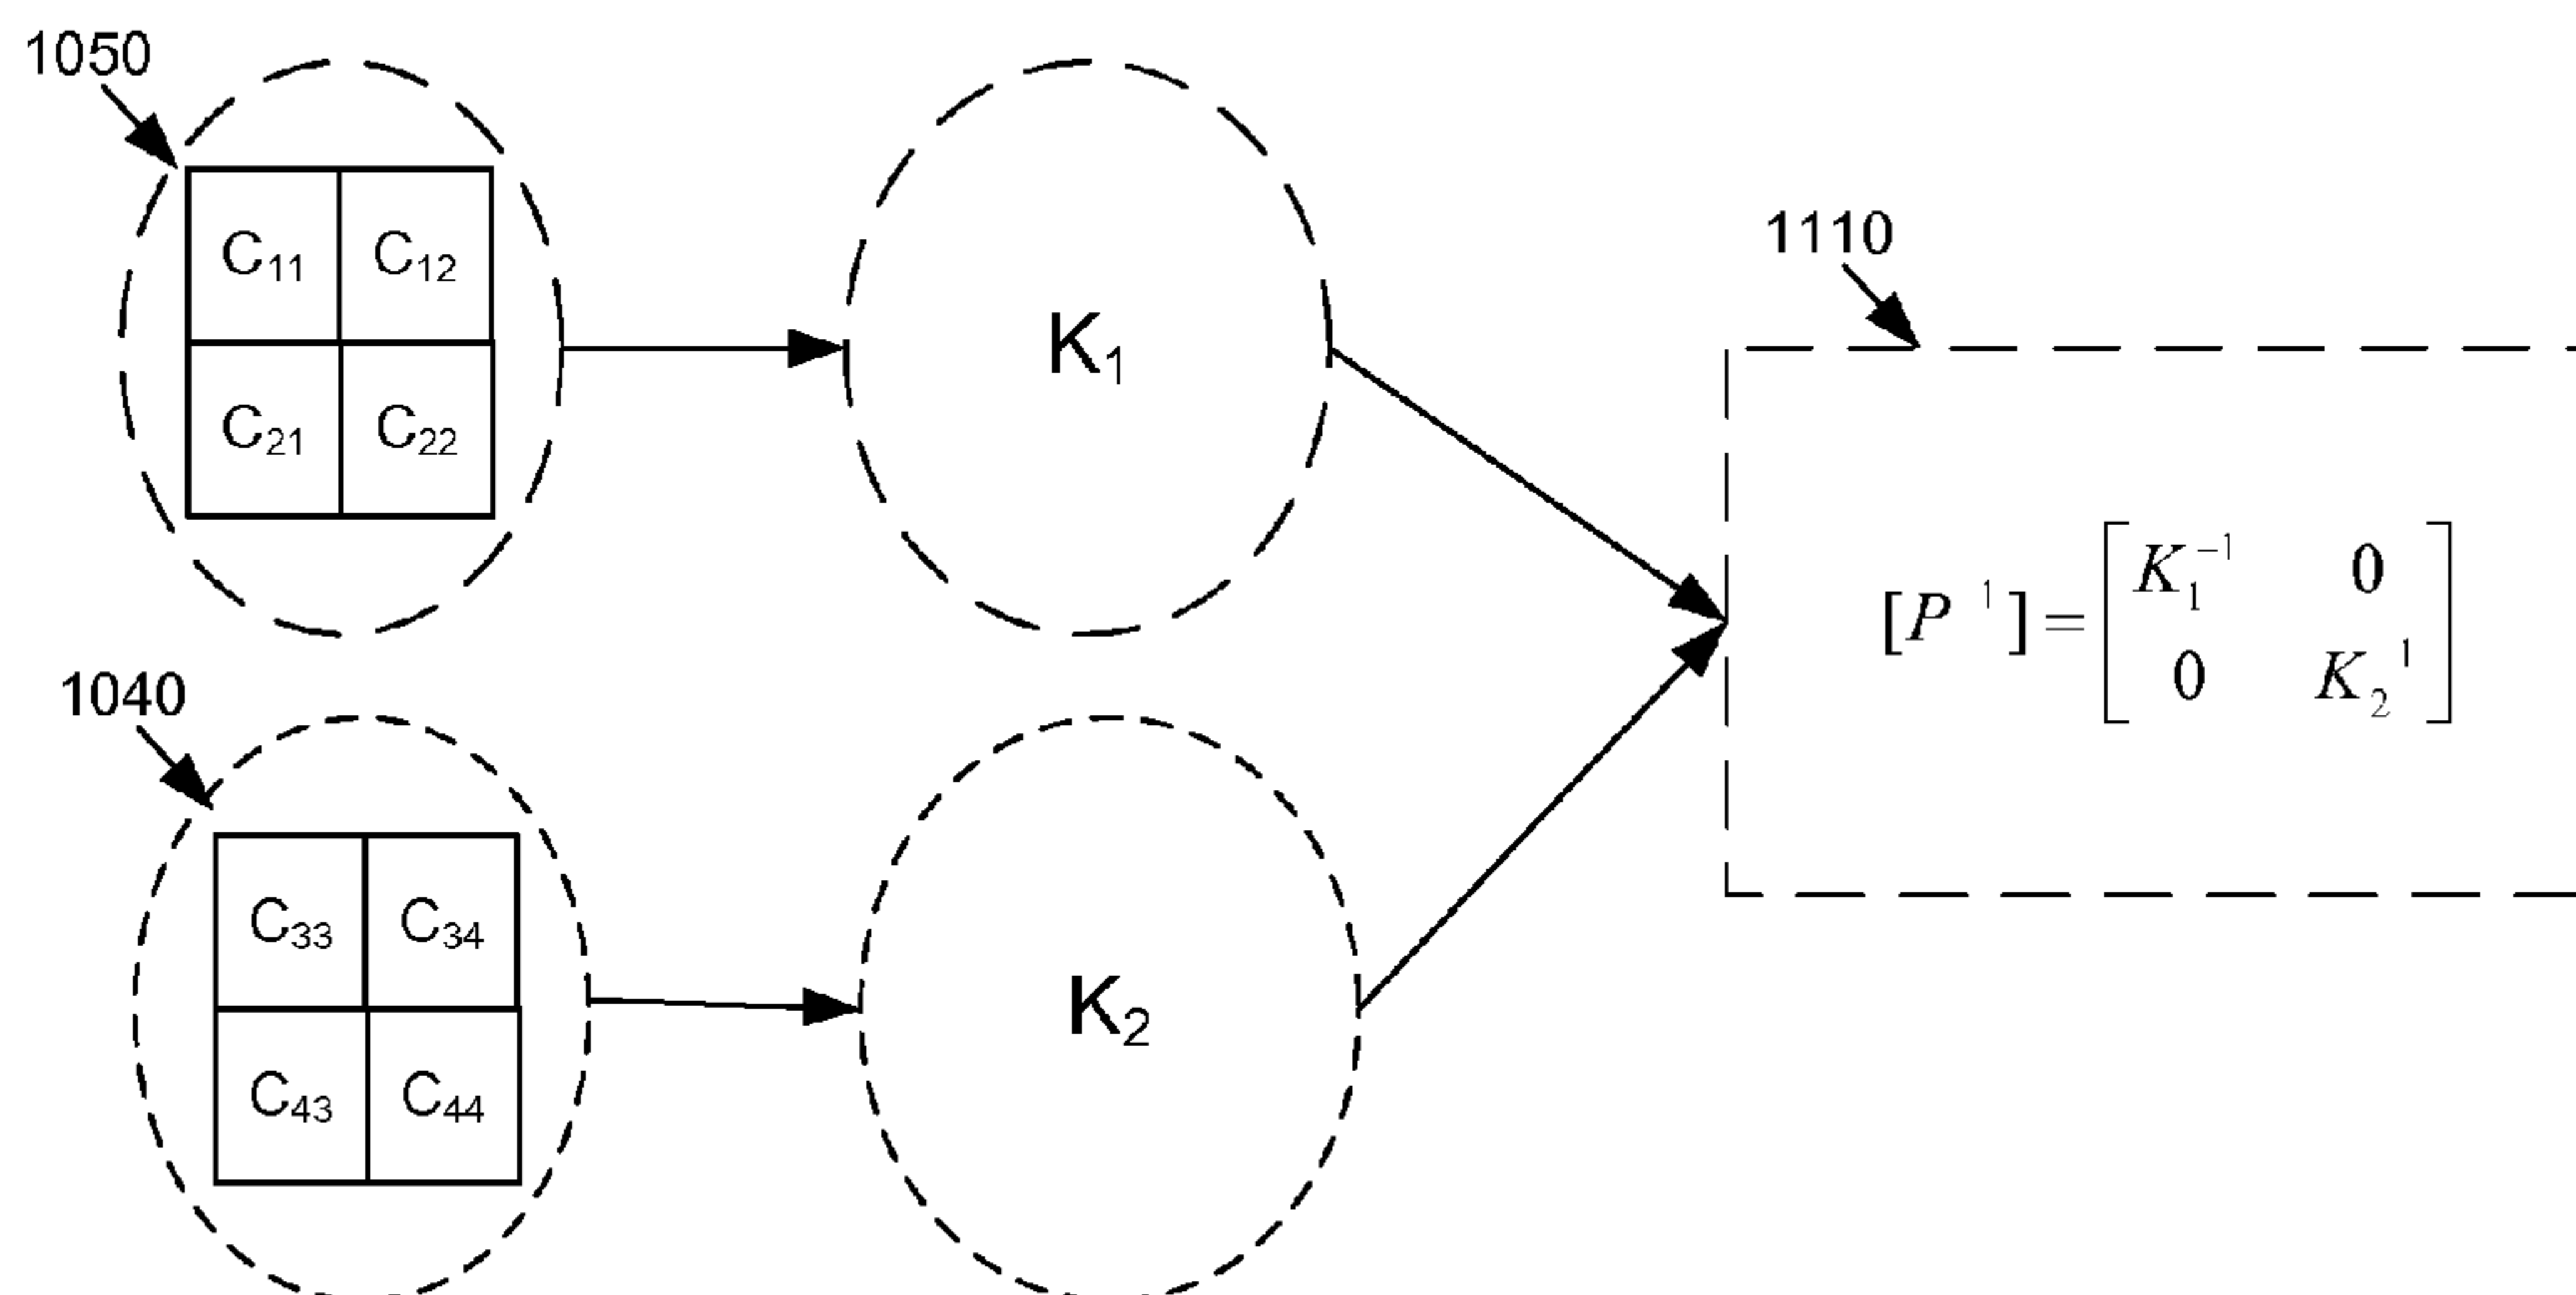 1050
C₁₁ C₁₂
C₂₁ C₂₂
K₁
1110
[P ¹] = [K₁⁻¹ 0
0 K₂ ¹]
1040
C₃₃ C₃₄
C₄₃ C₄₄
K₂